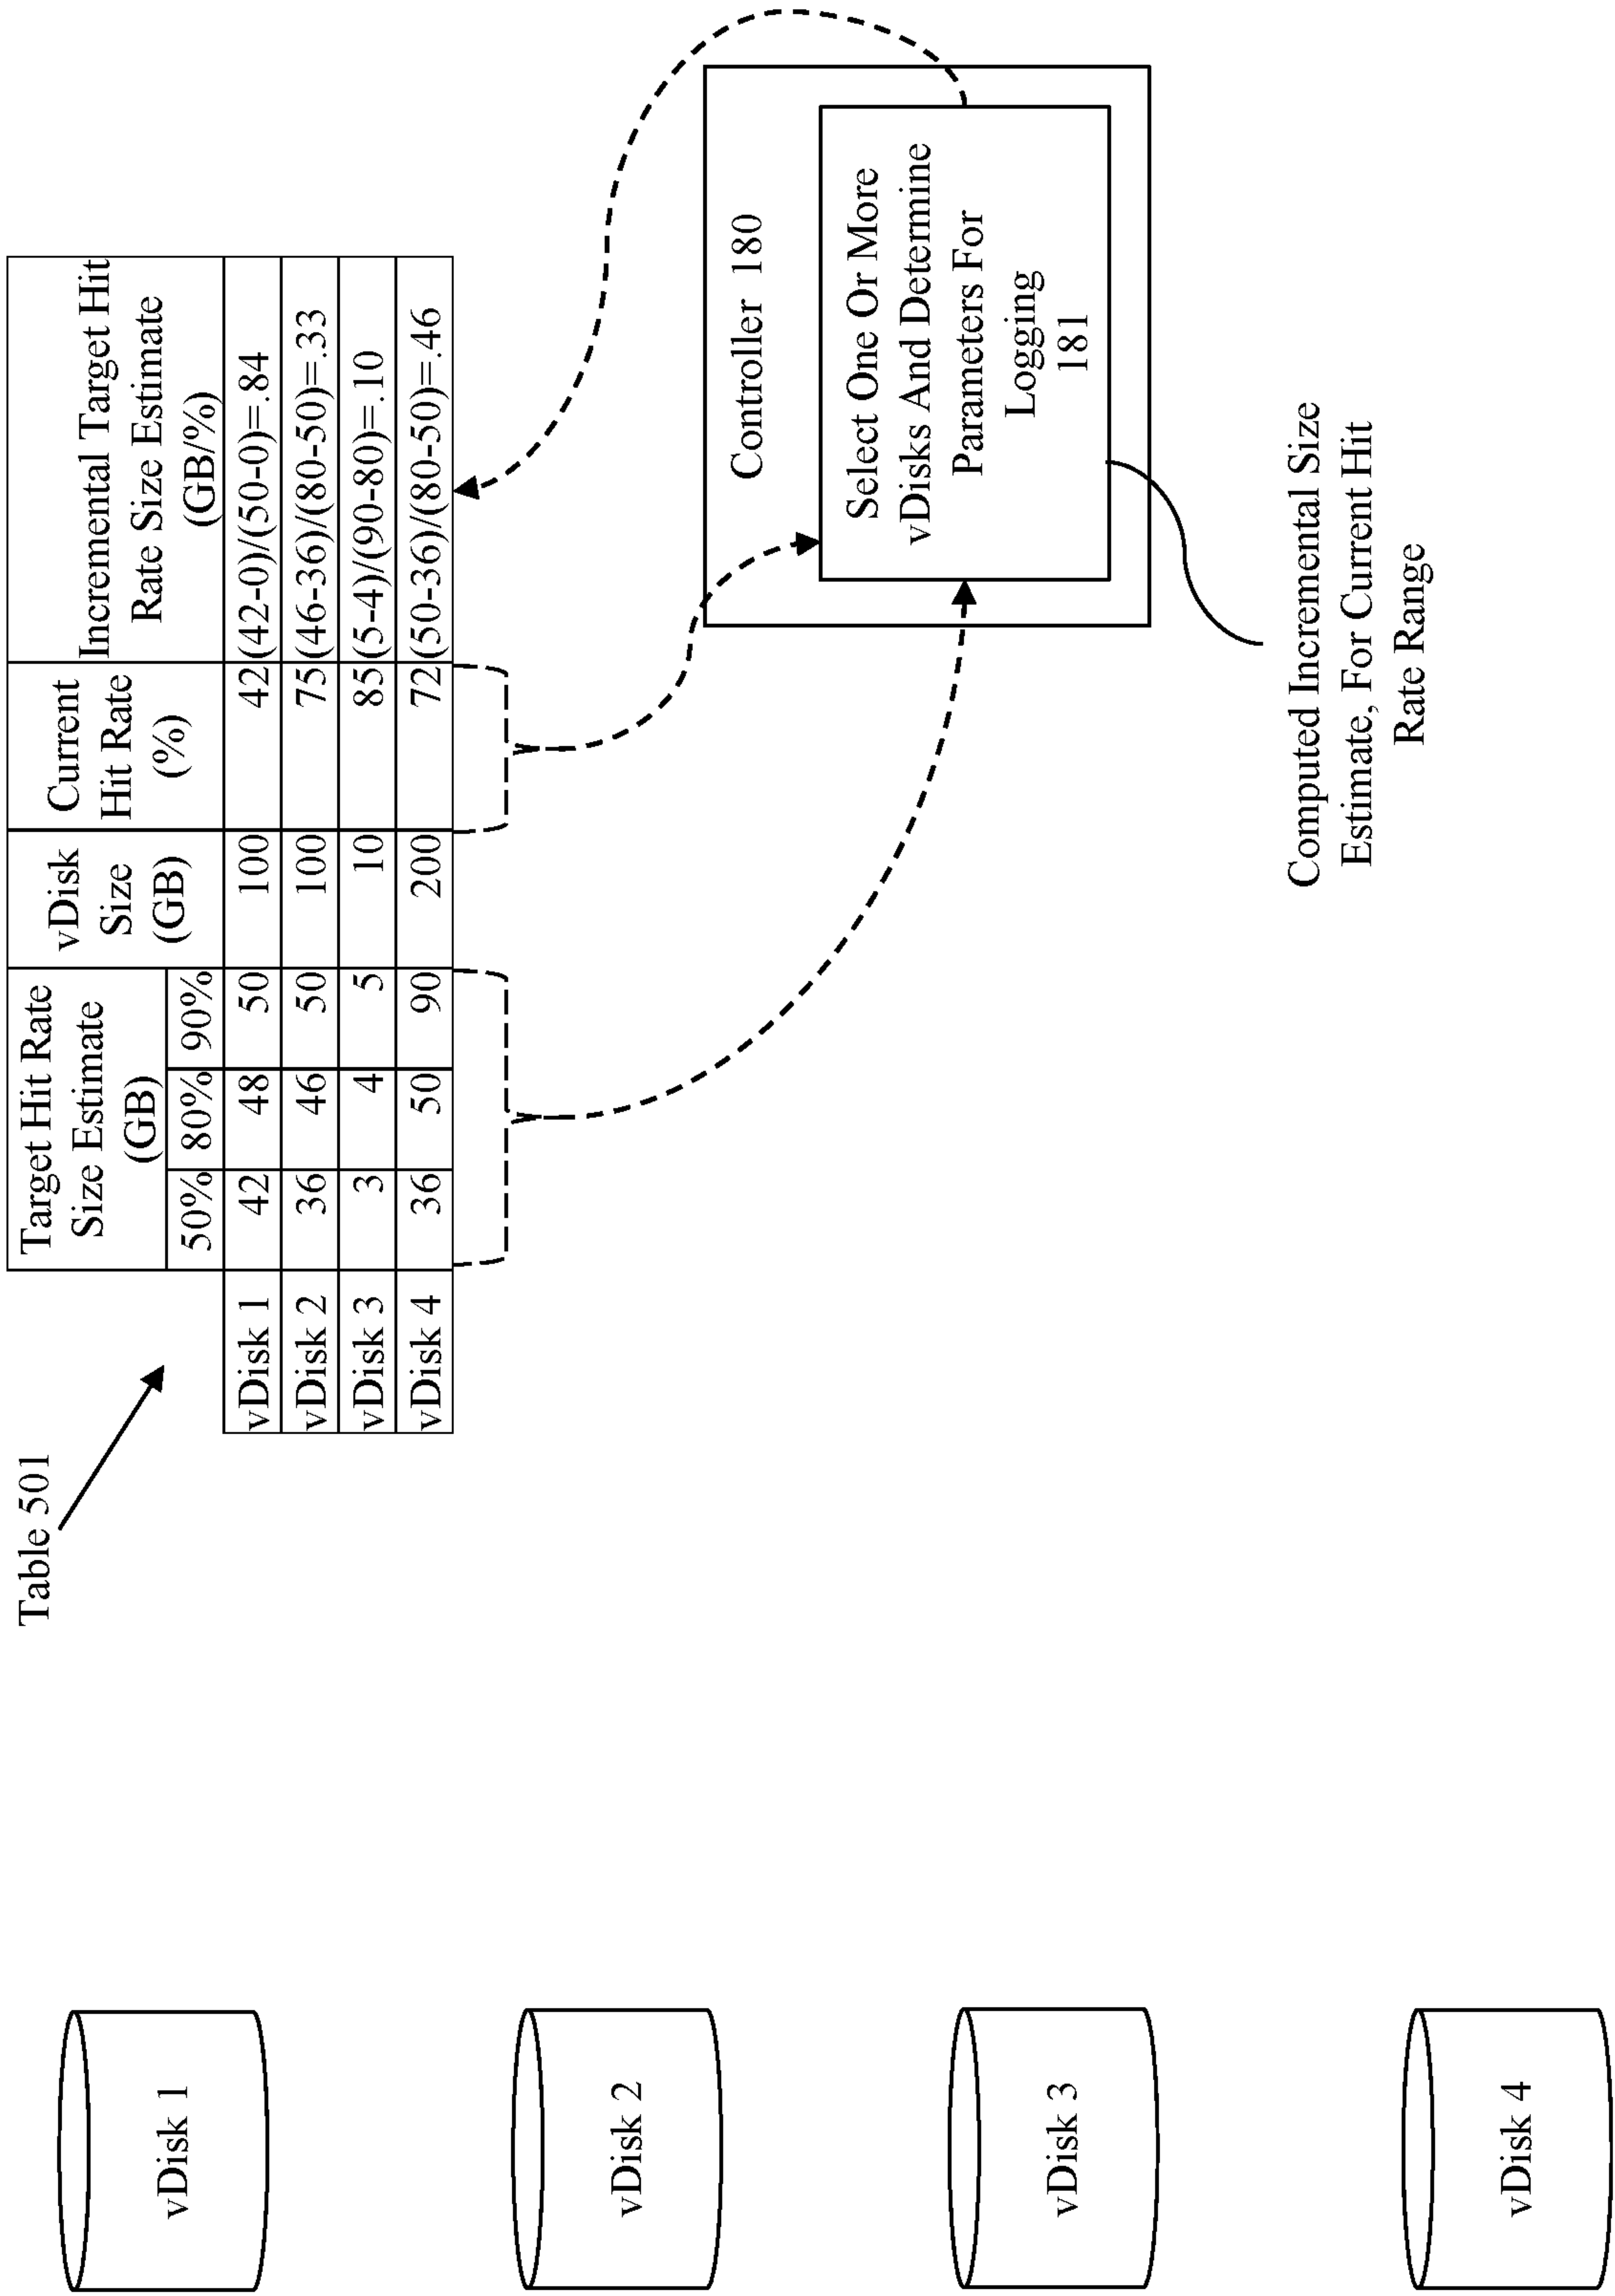 Table 501
Target Hit Rate
Size Estimate
(GB)
vDisk
Size
(GB)
Current
Hit Rate
(%)
Incremental Target Hit
Rate Size Estimate
(GB/%)
50% 80% 90%
vDisk 1 42 48 50 100 42 (42-0)/(50-0)=.84
vDisk 2 36 46 50 100 75 (46-36)/(80-50)=.33
vDisk 3 3 4 5 10 85 (5-4)/(90-80)=.10
vDisk 4 36 50 90 200 72 (50-36)/(80-50)=.46
Controller 180
Select One Or More
vDisks And Determine
Parameters For
Logging
181
Computed Incremental Size
Estimate, For Current Hit
Rate Range
vDisk 1
vDisk 2
vDisk 3
vDisk 4